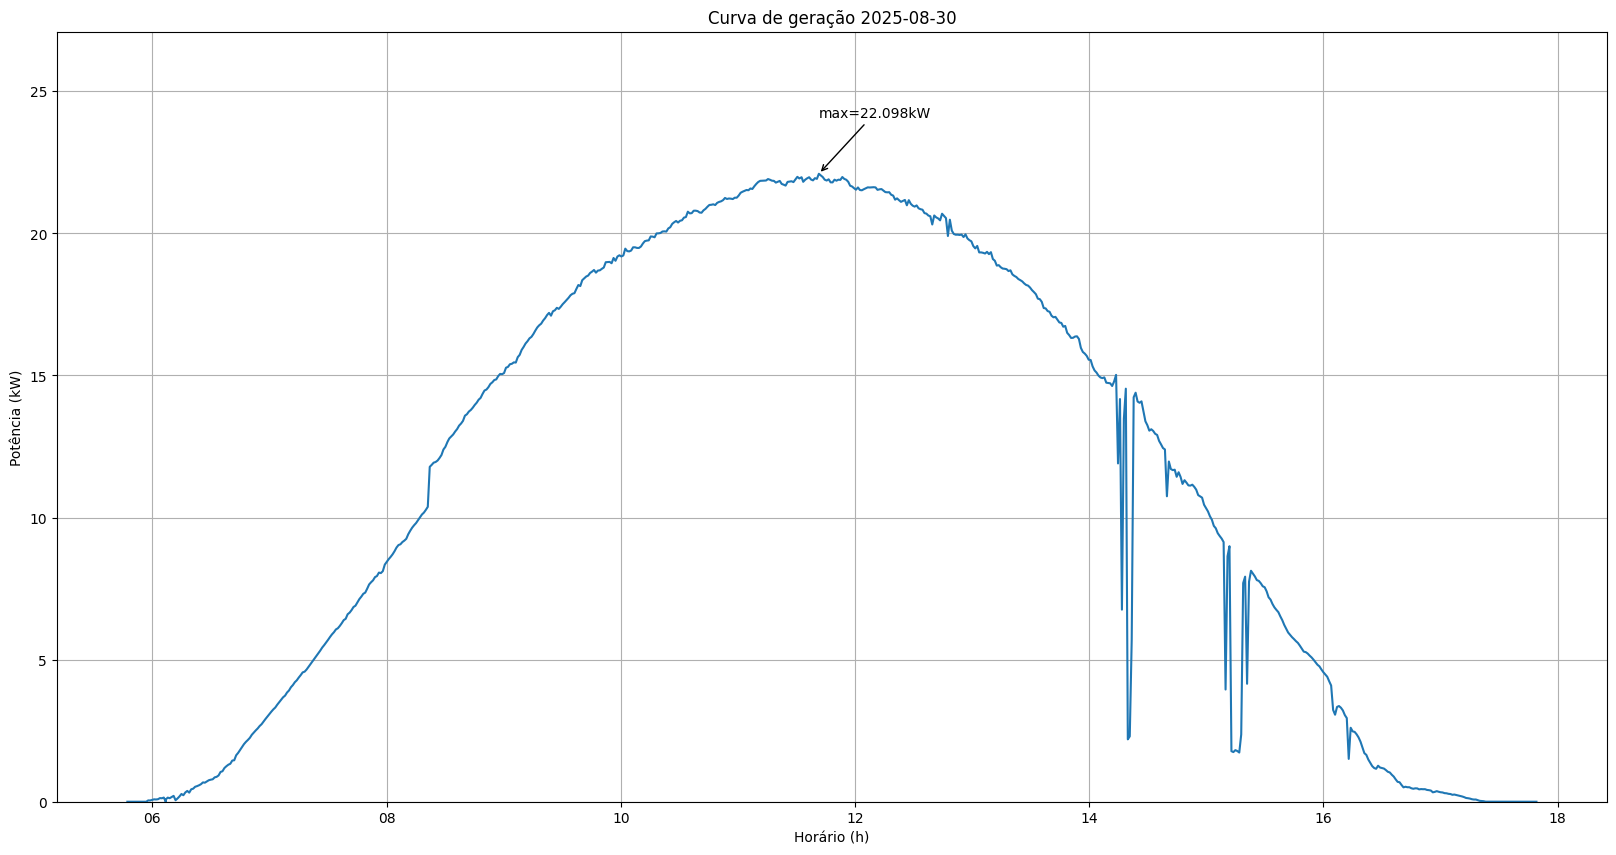 Curva de geração 2025-08-30
max=22.098kW
Potência (kW)
25
20
15
10
5
0
06 08 10 12 14 16 18
Horário (h)